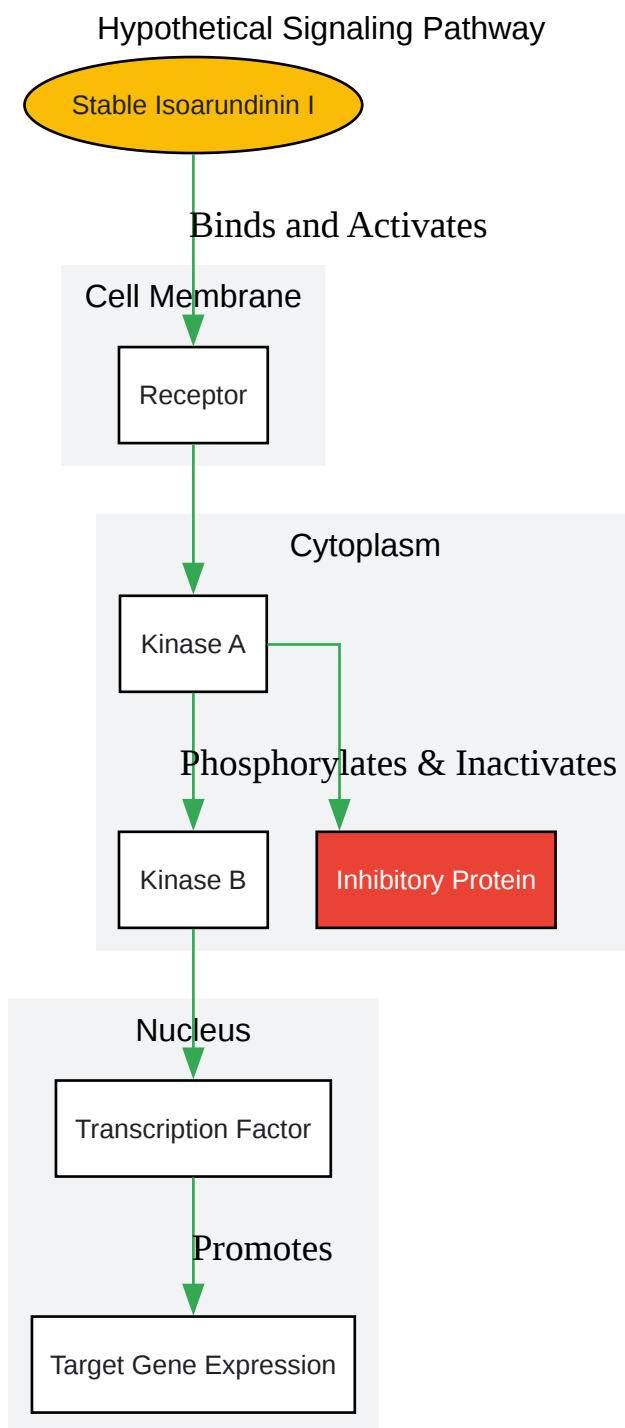 Hypothetical Signaling Pathway
Stable Isoarundinin I
Binds and Activates
Cell Membrane
Receptor
Cytoplasm
Kinase A
Phosphorylates & Inactivates
Kinase B
Inhibitory Protein
Nucleus
Transcription Factor
Promotes
Target Gene Expression